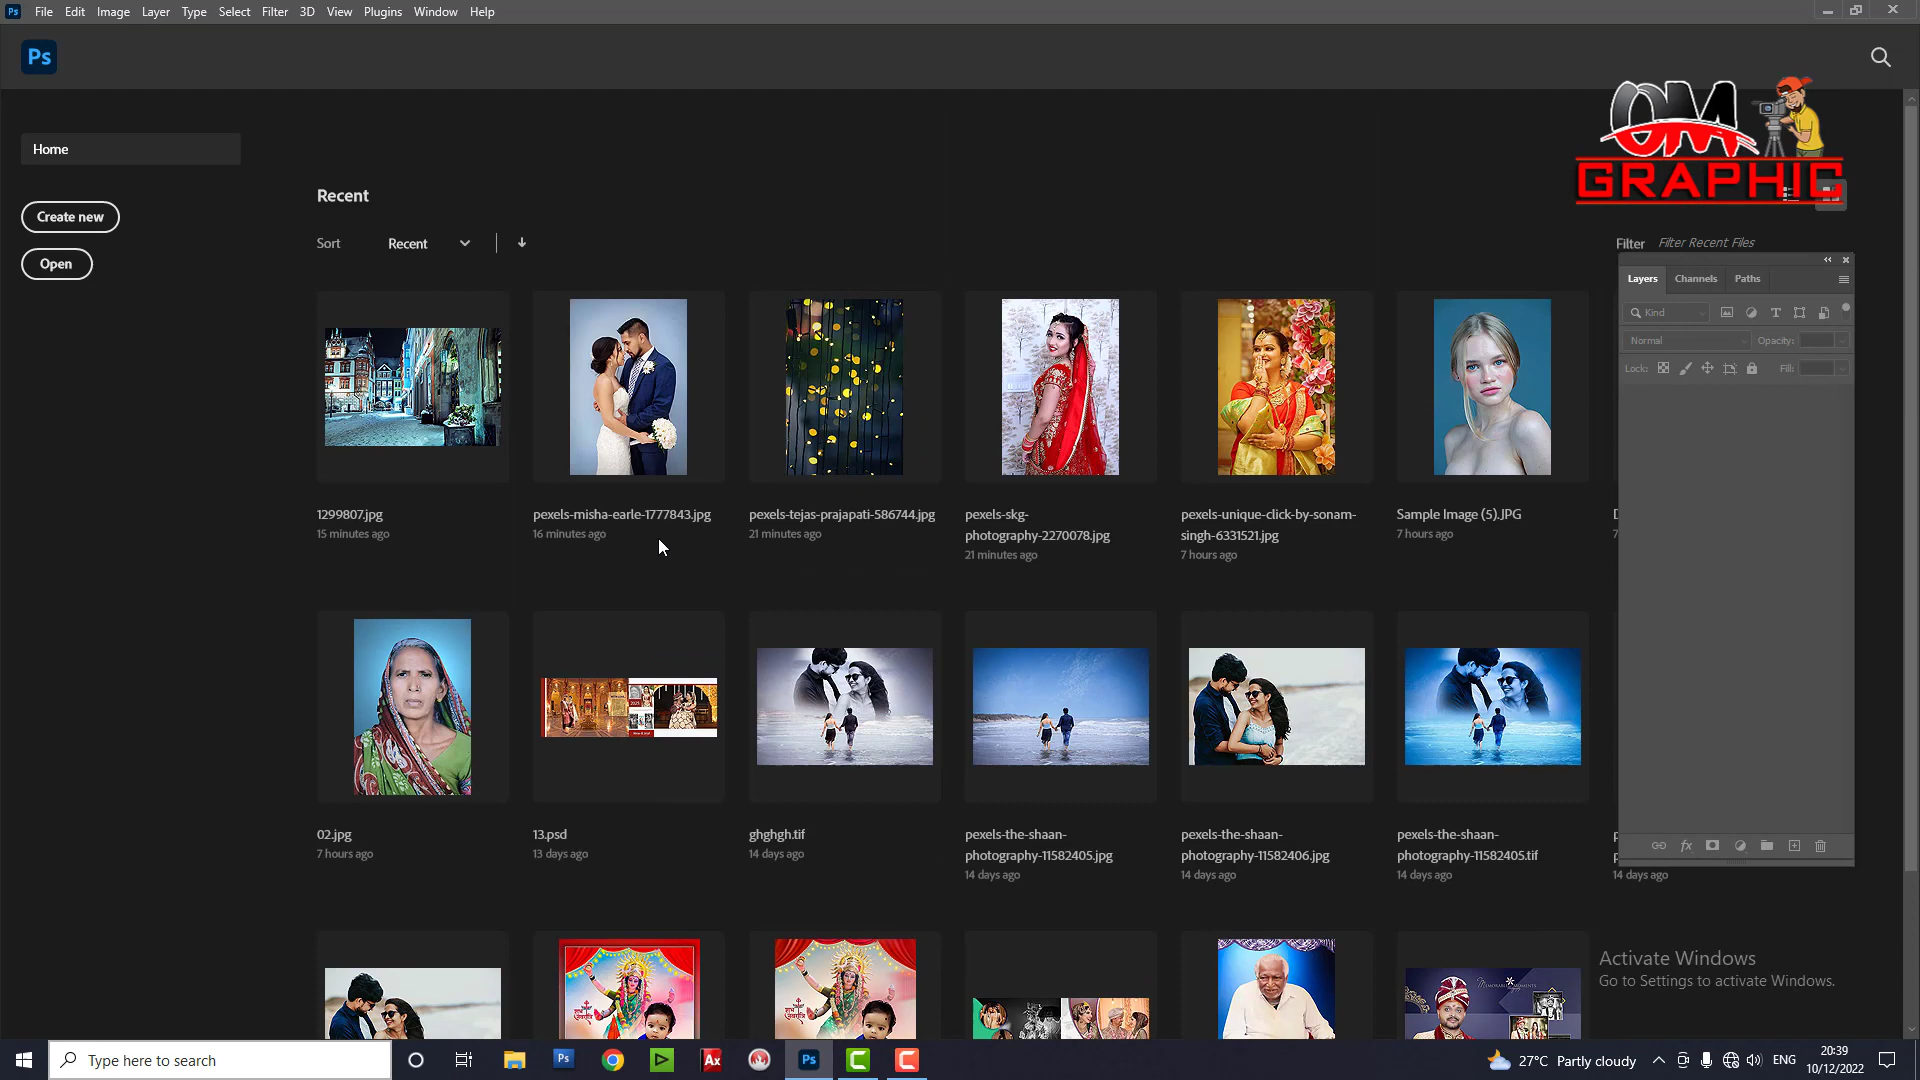 Ps File Edit Image Layer Type Select Filter 3D View Plugins Window Help
Ps
OM
GRAPHIC
Home
Recent
Create new
Sort Recent
Filter Filter Recent Files
Open
Layers Channels Paths
Kind
Normal Opacity:
Lock: Fill:
1299807.jpg
15 minutes ago
pexels-misha-earle-1777843.jpg
16 minutes ago
pexels-tejas-prajapati-586744.jpg
21 minutes ago
pexels-skg-
photography-2270078.jpg
21 minutes ago
pexels-unique-click-by-sonam-
singh-6331521.jpg
7 hours ago
Sample Image (5).JPG
7 hours ago
02.jpg
7 hours ago
13.psd
13 days ago
ghghgh.tif
14 days ago
pexels-the-shaan-
photography-11582405.jpg
14 days ago
pexels-the-shaan-
photography-11582406.jpg
14 days ago
pexels-the-shaan-
photography-11582405.tif
14 days ago
fx
14 days ago
Activate Windows
Go to Settings to activate Windows.
Type here to search
Ps
Ax
Ps
27°C Partly cloudy
ENG
20:39
10/12/2022